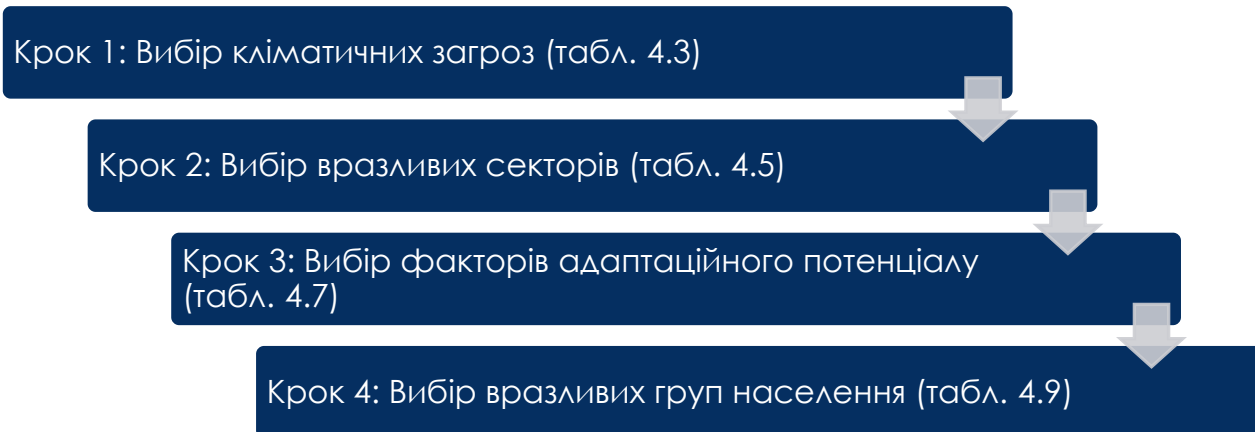 Крок 1: Вибір кліматичних загроз (табл. 4.3)
Крок 2: Вибір вразливих секторів (табл. 4.5)
Крок 3: Вибір факторів адаптаційного потенціалу
(табл. 4.7)
Крок 4: Вибір вразливих груп населення (табл. 4.9)